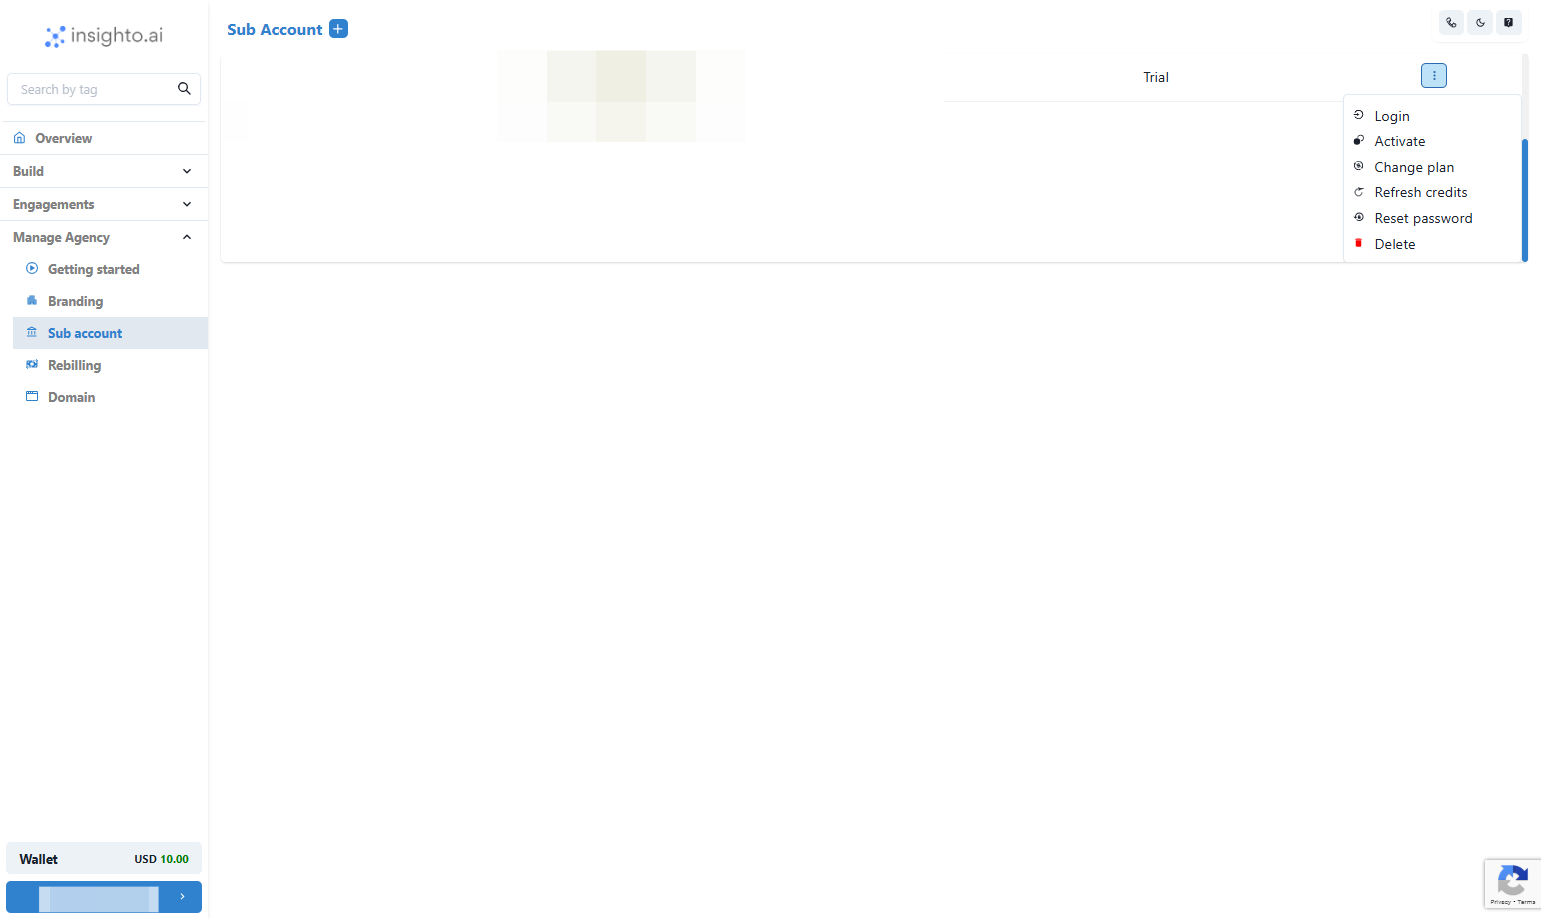 insighto.ai
Search by tag
Overview
Build
Engagements
Manage Agency
Getting started
Branding
Sub account
Rebilling
Domain
Wallet USD 10.00
Sub Account
Trial
Login
Activate
Change plan
Refresh credits
Reset password
Delete
Privacy • Terms